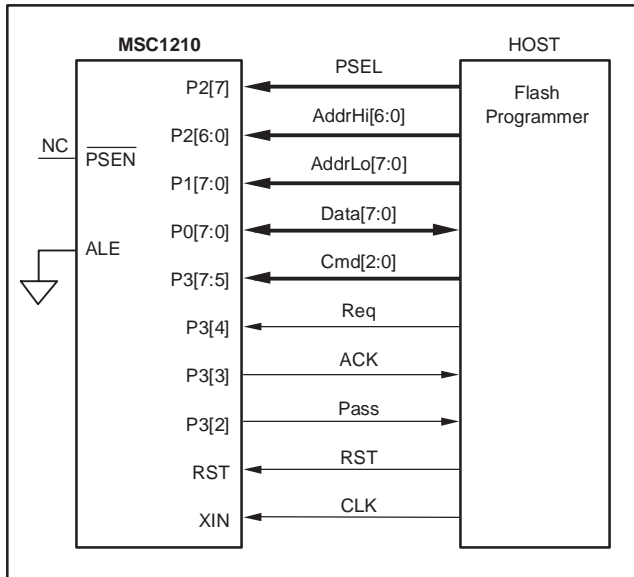 MSC1210
HOST
PSEL
P2[7]
Flash
Programmer
AddrHi[6:0]
P2[6:0]
NC
PSEN
AddrLo[7:0]
P1[7:0]
Data[7:0]
P0[7:0]
ALE
Cmd[2:0]
P3[7:5]
Req
P3[4]
ACK
P3[3]
Pass
P3[2]
RST
RST
CLK
XIN